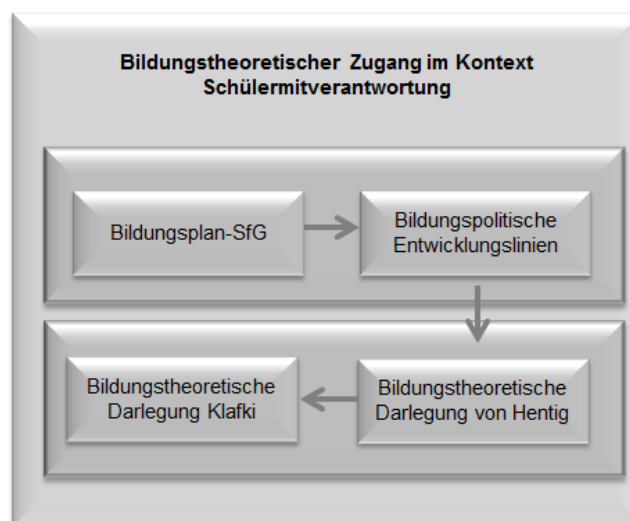 Bildungstheoretischer Zugang im Kontext
Schülermitverantwortung
Bildungsplan-SfG
Bildungspolitische
Entwicklungslinien
Bildungstheoretische
Darlegung Klafki
Bildungstheoretische
Darlegung von Hentig